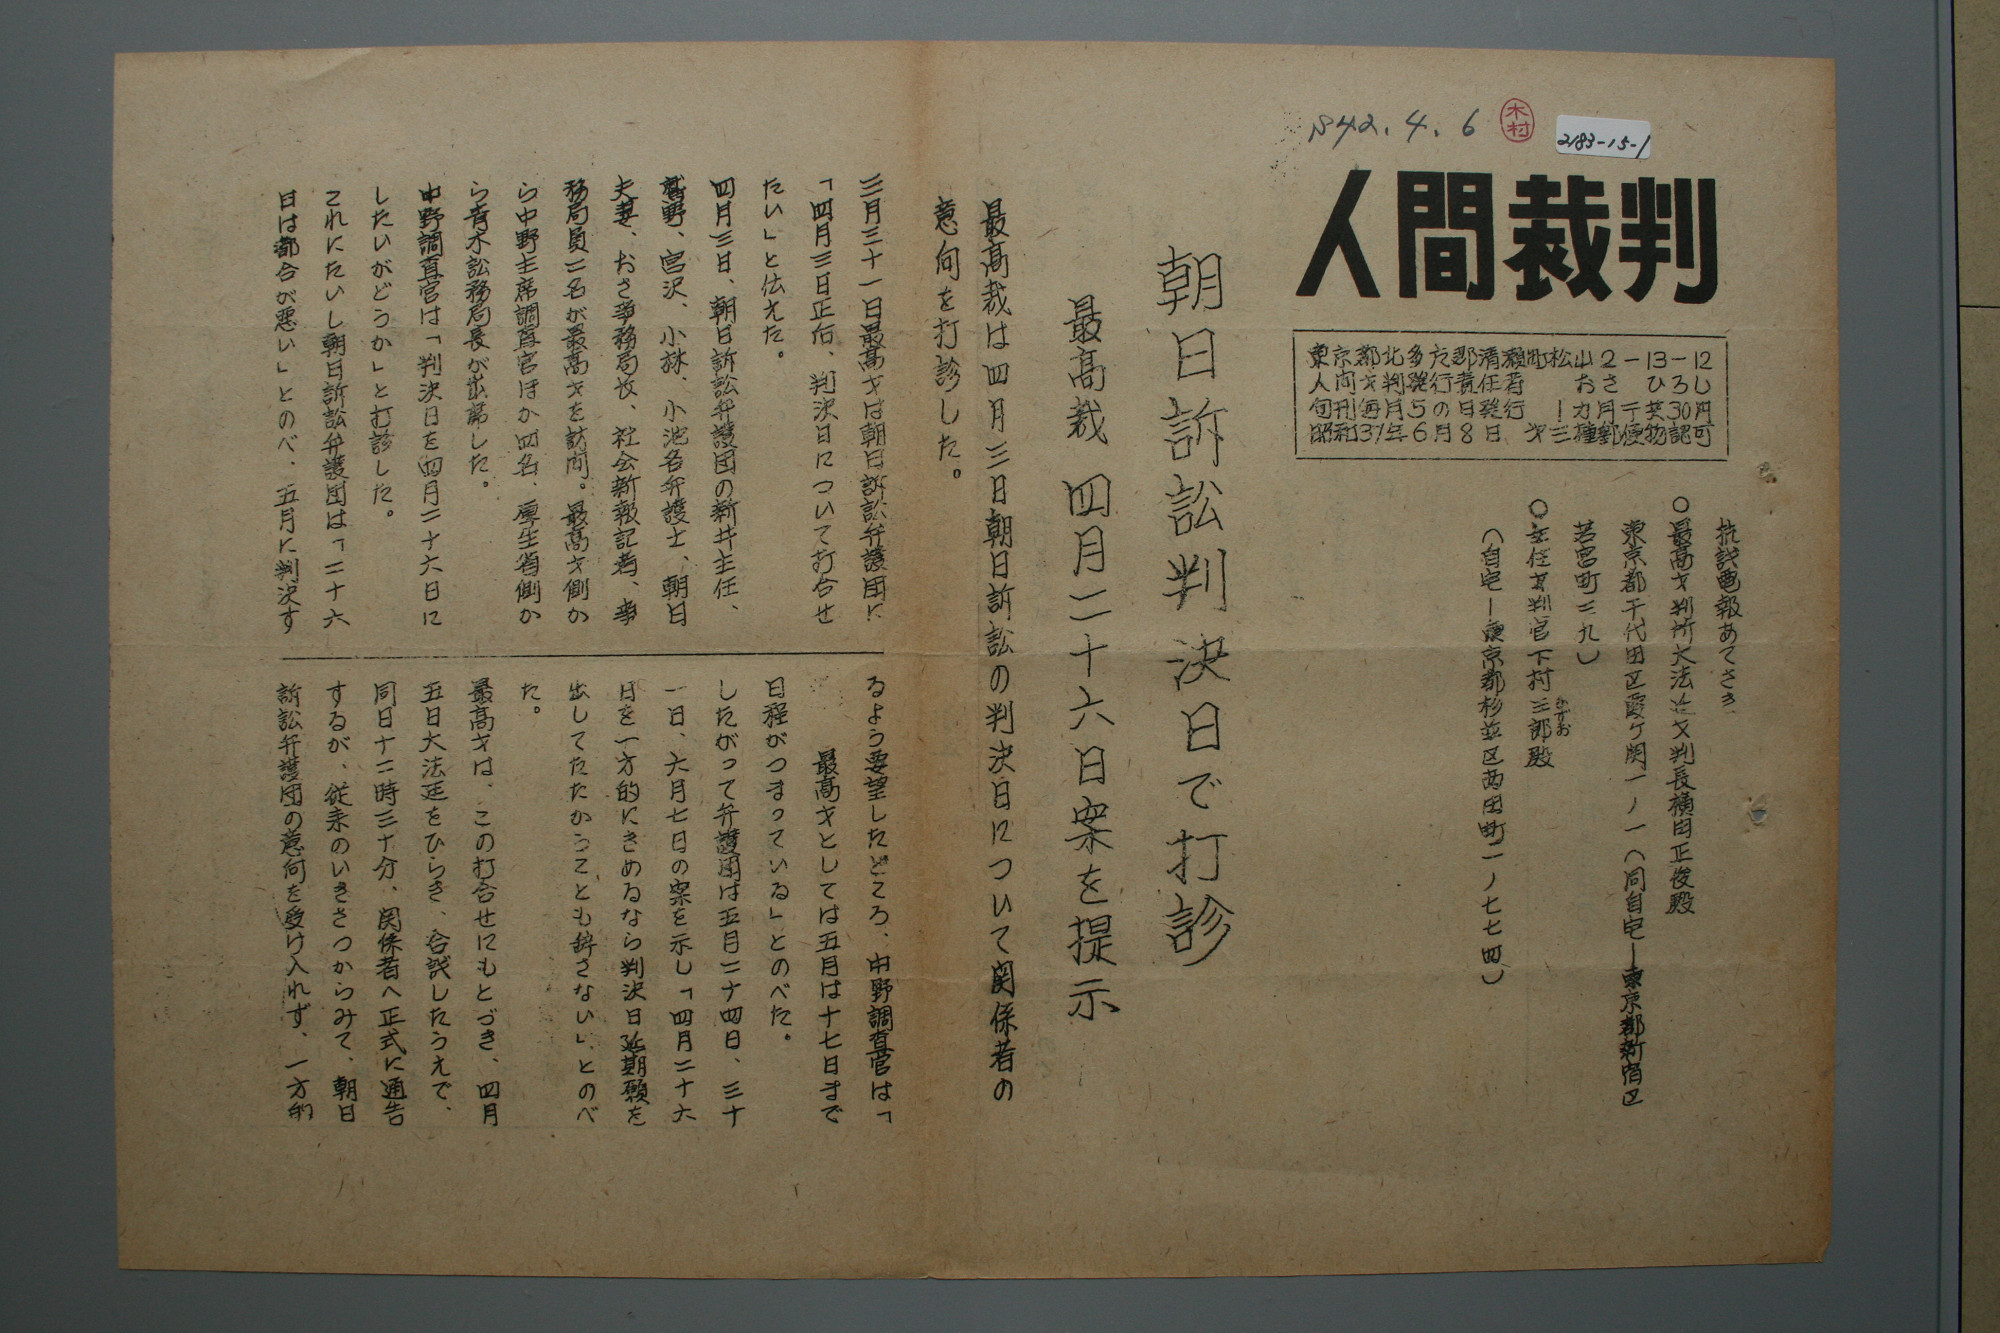 S42.4.6
木村
2183-15-1
人間裁判
東京都北多摩郡清瀬町松山2-13-12
人間才判発行責任者 おさ ひろし
旬刊毎月5の日発行 一カ月 〒共30円
昭和37年6月8日 才三種郵便物認可
抗議電報あてさき
○最高才判所大法廷才判長横田正俊殿
東京都千代田区霞ケ関一ノ一(同自宅ー東京都新宿区
若宮町三九)
○主任才判官下村三郎殿
かずお
(自宅ー東京都杉並区西田町一ノ七七四)
朝日訴訟判決日で打診
最高裁 四月二十六日案を提示
最高裁は四月三日朝日訴訟の判決日について関係者の
意向を打診した。
三月三十一日最高才は朝日訴訟弁護団に
「四月三日正后、判決日について打合せ
たい」と伝えた。
四月三日、朝日訴訟弁護団の新井主任、
鷲野、宮沢、小林、小池各弁護士、朝日
夫妻、おさ事務局长、社会新報記者、事
務局員二名が最高才を訪问。最高才側か
ら中野主席調査官ほか四名、厚生省側か
ら青木訟務局長が出席した。
中野調査官は「判決日を四月二十六日に
したいがどうか」と打診した。
これにたいし朝日訴訟弁護団は「二十六
日は都合が悪い」とのべ、五月に判決す
るよう要望したところ、中野調査官は「
最高才としては五月は十七日まで
日程がつまっている」とのべた。
したがって弁護団は五月二十四日、三十
一日、六月七日の案を示し「四月二十六
日を一方的にきめるなら判決日延期願を
出してたたかうことも辞さない」とのべ
た。
最高才は、この打合せにもとづき、四月
五日大法廷をひらき、合議したうえで、
同日十二時三十分、関係者へ正式に通告
するが、従来のいきさつからみて、朝日
訴訟弁護団の意向を受け入れず、一方的